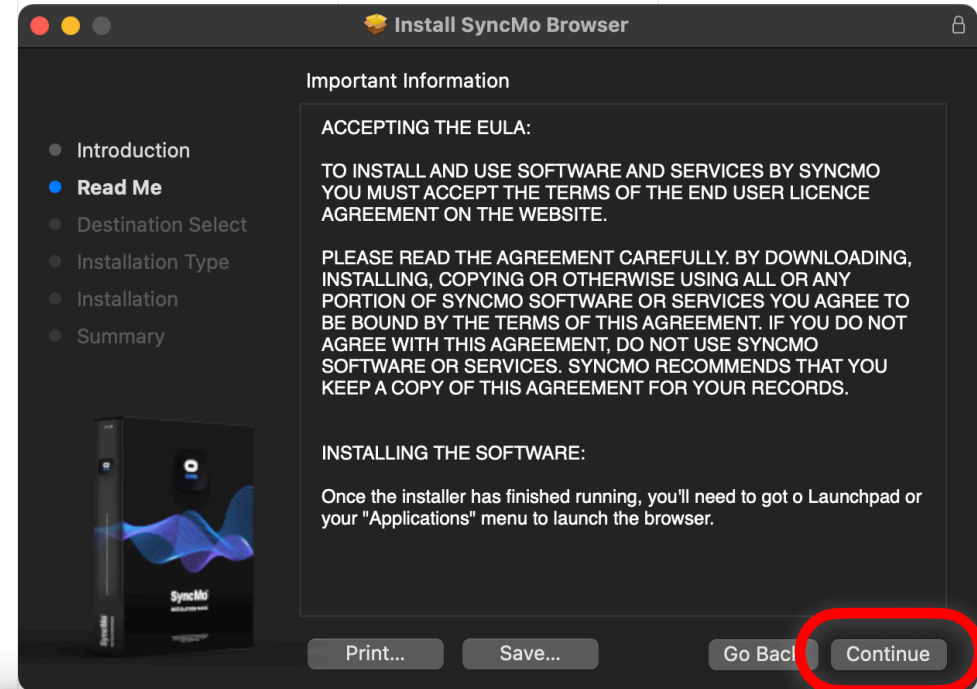 Install SyncMo Browser
Important Information
Introduction
Read Me
Destination Select
Installation Type
Installation
Summary
ACCEPTING THE EULA:
TO INSTALL AND USE SOFTWARE AND SERVICES BY SYNCMO
YOU MUST ACCEPT THE TERMS OF THE END USER LICENCE
AGREEMENT ON THE WEBSITE.
PLEASE READ THE AGREEMENT CAREFULLY. BY DOWNLOADING,
INSTALLING, COPYING OR OTHERWISE USING ALL OR ANY
PORTION OF SYNCMO SOFTWARE OR SERVICES YOU AGREE TO
BE BOUND BY THE TERMS OF THIS AGREEMENT. IF YOU DO NOT
AGREE WITH THIS AGREEMENT, DO NOT USE SYNCMO
SOFTWARE OR SERVICES. SYNCMO RECOMMENDS THAT YOU
KEEP A COPY OF THIS AGREEMENT FOR YOUR RECORDS.
INSTALLING THE SOFTWARE:
Once the installer has finished running, you'll need to got o Launchpad or
your "Applications" menu to launch the browser.
SyncMo
SyncMo
Print...
Save...
Go Back
Continue